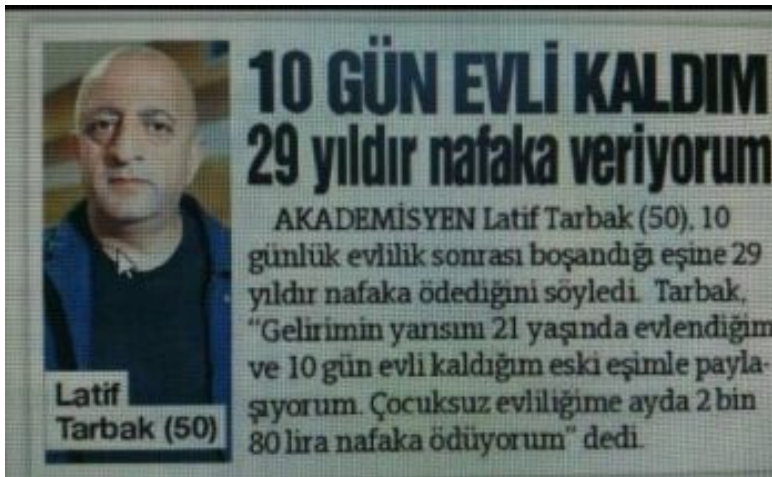 10 GÜN EVLİ KALDIM
29 yıldır nafaka veriyorum
AKADEMİSYEN Latif Tarbak (50), 10
günlük evlilik sonrası boşandığı eşine 29
yıldır nafaka ödediğini söyledi. Tarbak,
"Gelirimin yarısını 21 yaşında evlendiğim
ve 10 gün evli kaldığım eski eşimle payla-
şıyorum. Çocuksuz evliliğime ayda 2 bin
80 lira nafaka ödüyorum" dedi.
Latif
Tarbak (50)